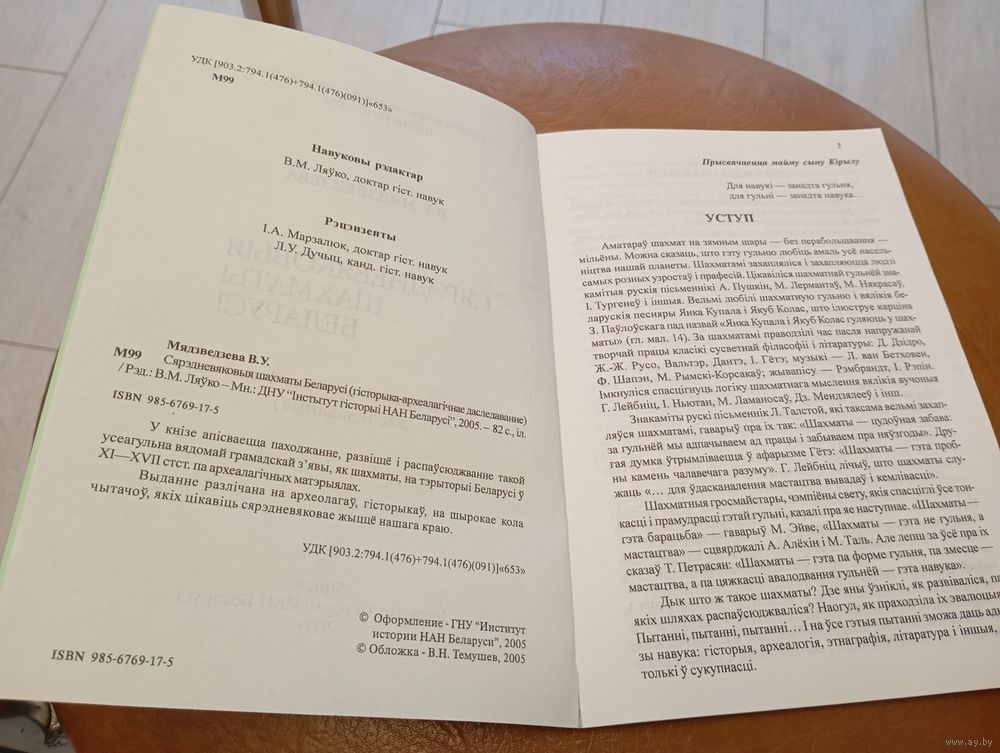 УДК [903.2:794.1(476)+794.1(476)(091)]«653»
М99
Навуковы рэдактар
В.М. Ляўко, доктар гіст. навук
Рэцэнзенты
І.А. Марзалюк, доктар гіст. навук
Л.У. Дучыц, канд. гіст. навук
Мядзведзева В.У.
М99 Сярэдневяковыя шахматы Беларусі (гісторыка-археалагічнае даследаванне)
/ Рэд.: В.М. Ляўко – Мн.: ДНУ “Інстытут гісторыі НАН Беларусі”, 2005. – 82 с., іл.
ISBN 985-6769-17-5
У кнізе апісваецца паходжанне, развіццё і распаўсюджванне такой
усеагульна вядомай грамадскай з’явы, як шахматы, на тэрыторыі Беларусі ў
XI—XVII стст. па археалагічных матэрыялах.
Выданне разлічана на археолагаў, гісторыкаў, на шырокае кола
чытачоў, якіх цікавіць сярэдневяковае жыццё нашага краю.
УДК [903.2:794.1(476)+794.1(476)(091)]«653»
© Оформление - ГНУ “Институт
истории НАН Беларуси”, 2005
© Обложка - В.Н. Темушев, 2005
ISBN 985-6769-17-5
3
Прысвячаецца майму сыну Кірылу
Для навукі — занадта гульня,
для гульні — занадта навука…
УСТУП
Аматараў шахмат на зямным шары — без перабольшвання —
мільёны. Можна сказаць, што гэту гульню любіць амаль усё насель-
ніцтва нашай планеты. Шахматамі захапляліся і захапляюцца людзі
самых розных узростаў і прафесій. Цікавіліся шахматнай гульнёй зна-
камітыя рускія пісьменнікі А. Пушкін, М. Лермантаў, М. Някрасаў,
І. Тургенеў і іншыя. Вельмі любілі шахматную гульню і вялікія бе-
ларускія песняры Янка Купала і Якуб Колас, што ілюструе карціна
З. Паўлоўскага пад назвай «Янка Купала і Якуб Колас гуляюць у шах-
маты» (гл. мал. 14). За шахматамі праводзілі час пасля напружанай
творчай працы класікі сусветнай філасофіі і літаратуры: Д. Дзідро,
Ж.-Ж. Русо, Вальтэр, Дантэ, І. Гётэ; музыкі — Л. ван Бетховен,
Ф. Шапэн, М. Рымскі-Корсакаў; жывапісу — Рэмбрандт, І. Рэпін.
Імкнуліся спасцігнуць логіку шахматнага мыслення вялікія вучоныя
Г. Лейбніц, І. Ньютан, М. Ламаносаў, Дз. Мендзялееў і інш.
Знакаміты рускі пісьменнік Л. Талстой, які таксама вельмі захап-
ляўся шахматамі, гаварыў пра іх так: «Шахматы — цудоўная забава:
за гульнёй мы адпачываем ад працы і забываем пра няўзгоды». Дру-
гая думка ўтрымліваецца ў афарызме Гётэ: «Шахматы — гэта проб-
ны камень чалавечага разуму». Г. Лейбніц лічыў, што шахматы слу-
жаць «… для ўдасканалення мастацтва вывадаў і кемлівасці».
Шахматныя гросмайстары, чэмпіёны свету, якія спасціглі ўсе тон-
касці і прамудрасці гэтай гульні, казалі пра яе наступнае. «Шахматы —
гэта барацьба» — гаварыў М. Эйве, «Шахматы — гэта не гульня, а
мастацтва» — сцвярджалі А. Алёхін і М. Таль. Але лепш за ўсё пра іх
сказаў Т. Петрасян: «Шахматы — гэта па форме гульня, па змесце —
мастацтва, а па цяжкасці авалодвання гульнёй — гэта навука».
Дык што ж такое шахматы? Дзе яны ўзніклі, як развіваліся, па
якіх шляхах распаўсюджваліся? Наогул, як праходзіла іх эвалюцыя
Пытанні, пытанні, пытанні… І на ўсе гэтыя пытанні зможа даць адка
зы навука: гісторыя, археалогія, этнаграфія, літаратура і іншыя,
толькі ў сукупнасці.
www.ay.by